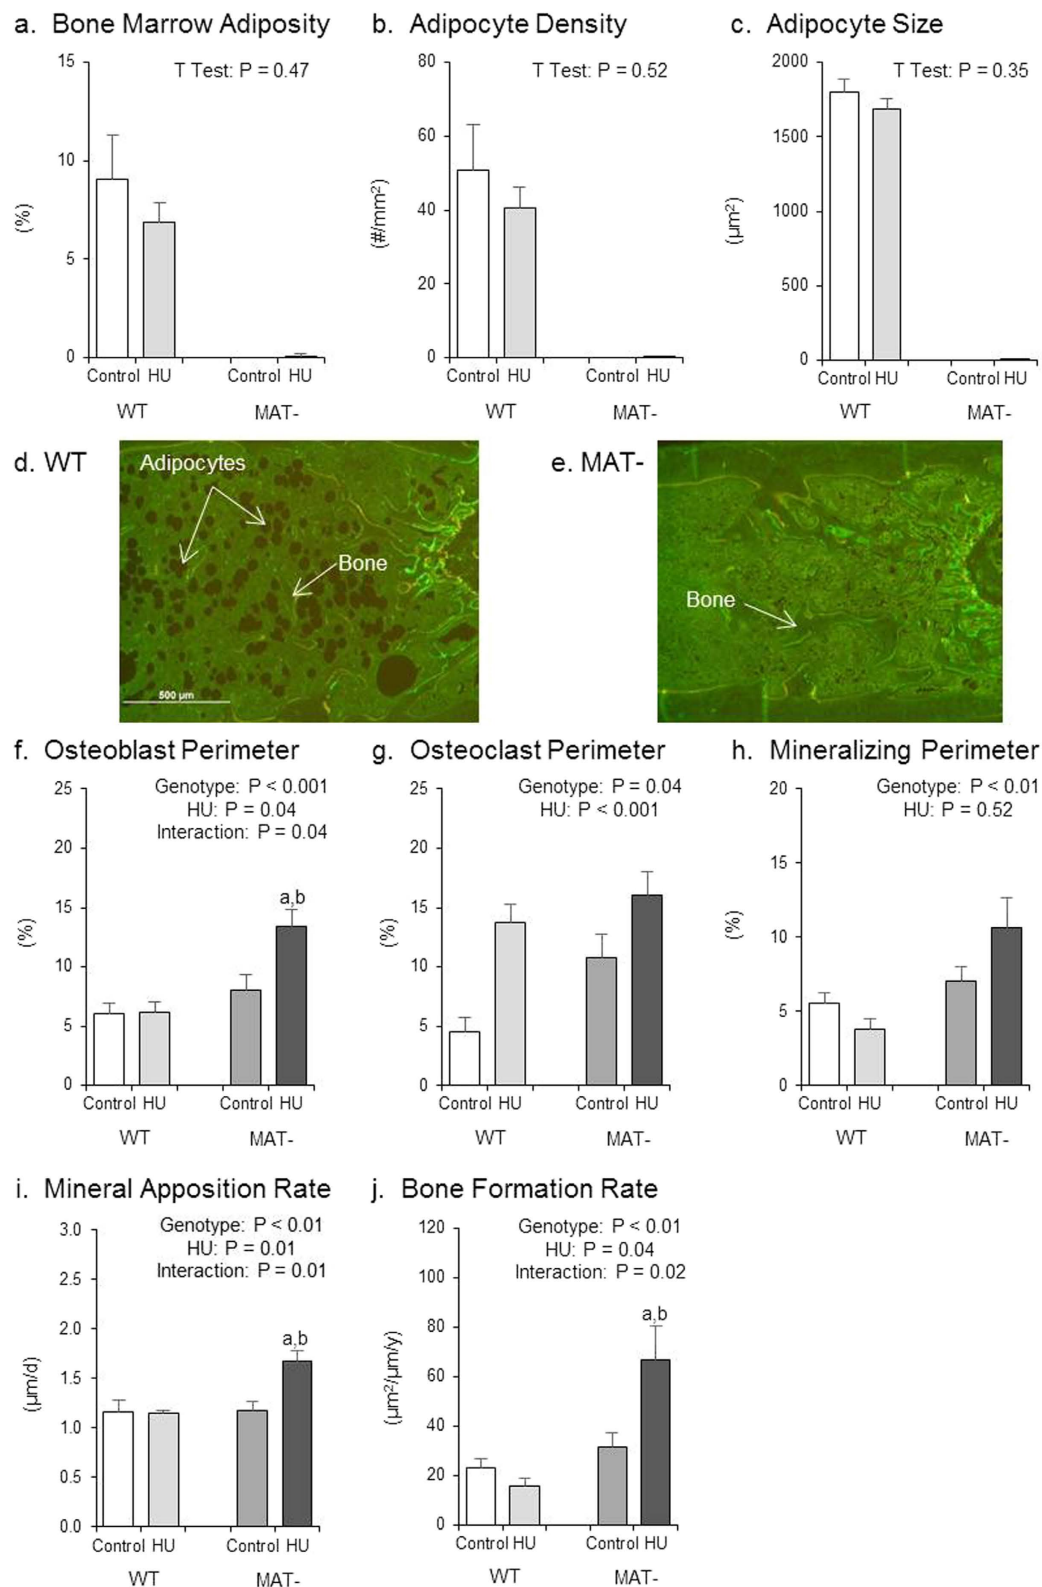 a. Bone Marrow Adiposity
T Test: P = 0.47
15
10
5
0
(%)
Control HU
Control HU
WT
MAT-
b. Adipocyte Density
T Test: P = 0.52
80
60
40
20
0
(#/mm²)
Control HU
Control HU
WT
MAT-
c. Adipocyte Size
T Test: P = 0.35
2000
1500
1000
500
0
(µm²)
Control HU
Control HU
WT
MAT-
d. WT
Adipocytes
Bone
500 µm
e. MAT-
Bone
f. Osteoblast Perimeter
Genotype: P < 0.001
HU: P = 0.04
Interaction: P = 0.04
25
20
15
10
5
0
(%)
a,b
Control HU
Control HU
WT
MAT-
g. Osteoclast Perimeter
Genotype: P = 0.04
HU: P < 0.001
25
20
15
10
5
0
(%)
Control HU
Control HU
WT
MAT-
h. Mineralizing Perimeter
Genotype: P < 0.01
HU: P = 0.52
20
15
10
5
0
(%)
Control HU
Control HU
WT
MAT-
i. Mineral Apposition Rate
Genotype: P < 0.01
HU: P = 0.01
Interaction: P = 0.01
3.0
2.5
2.0
1.5
1.0
0.5
0.0
(µm/d)
a,b
Control HU
Control HU
WT
MAT-
j. Bone Formation Rate
Genotype: P < 0.01
HU: P = 0.04
Interaction: P = 0.02
120
100
80
60
40
20
0
(µm²/µm/y)
a,b
Control HU
Control HU
WT
MAT-